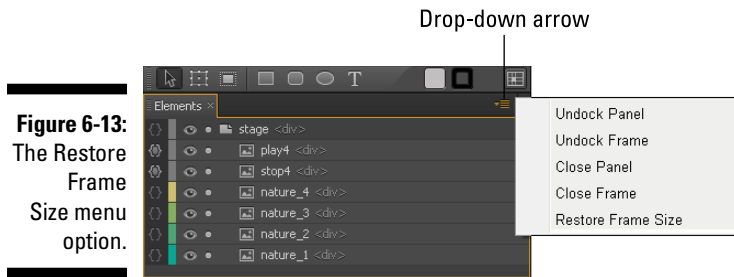 Drop-down arrow
Figure 6-13:
The Restore
Frame
Size menu
option.
T
Elements ×
stage <div>
play4 <div>
stop4 <div>
nature_4 <div>
nature_3 <div>
nature_2 <div>
nature_1 <div>
Undock Panel
Undock Frame
Close Panel
Close Frame
Restore Frame Size